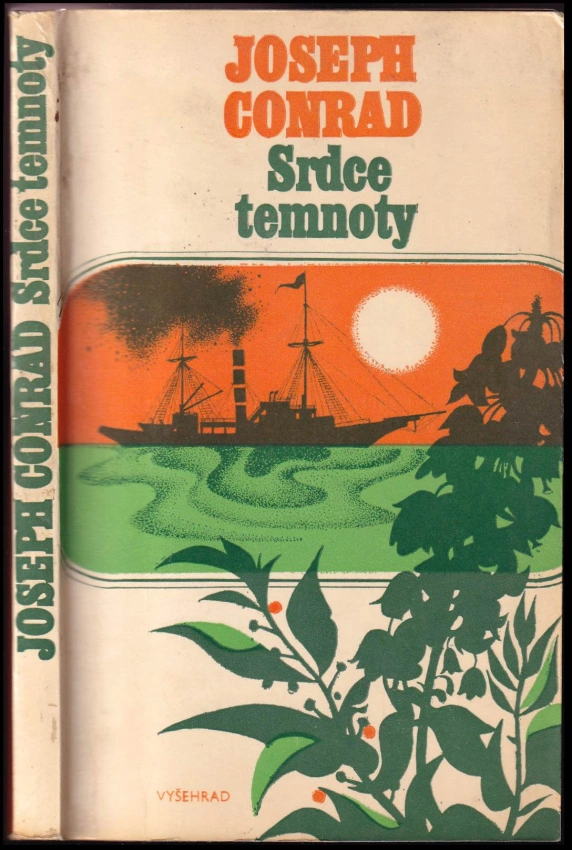 JOSEPH
CONRAD
Srdce
temnoty
VYŠEHRAD
JOSEPH CONRAD Srdce temnoty